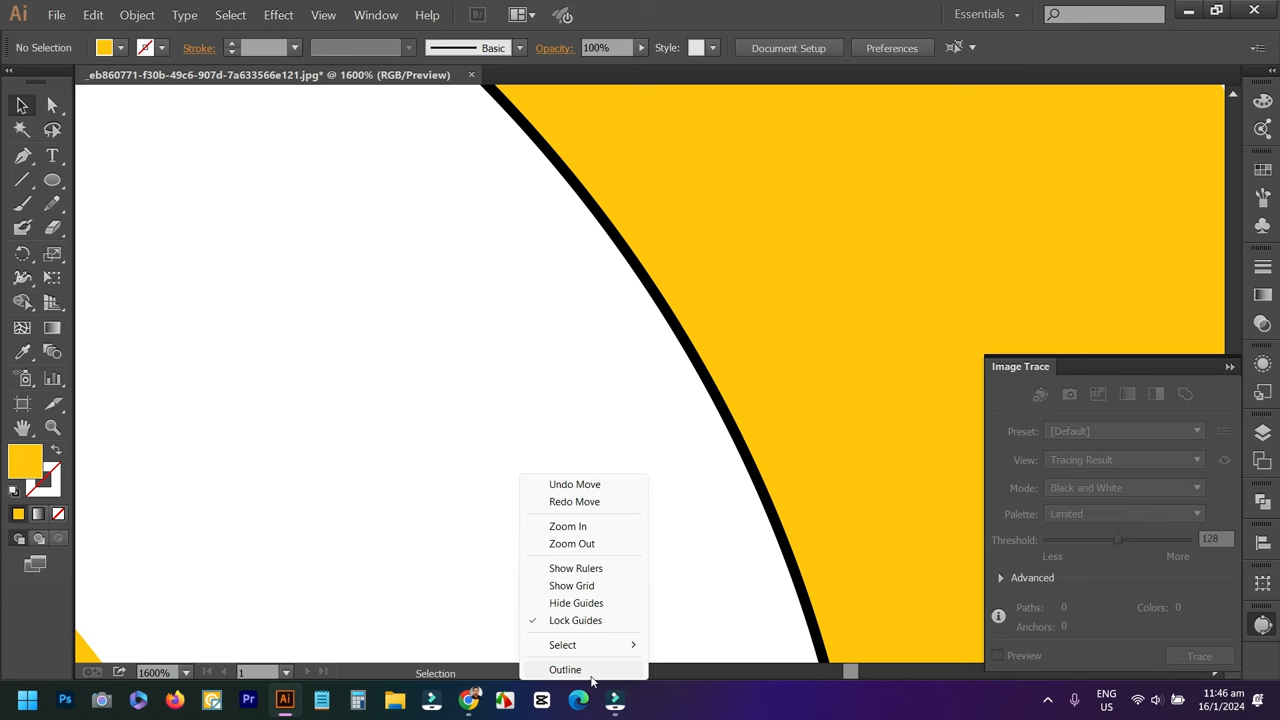 Ai File Edit Object Type Select Effect View Window Help Br Essentials
No Selection Stroke: Basic Opacity: 100% Style: Document Setup Preferences
_eb860771-f30b-49c6-907d-7a633566e121.jpg* @ 1600% (RGB/Preview)
Image Trace
Preset: [Default]
View: Tracing Result
Mode: Black and White
Palette: Limited
Threshold: 128
Less More
Advanced
Paths: 0 Colors: 0
Anchors: 0
Preview Trace
Undo Move
Redo Move
Zoom In
Zoom Out
Show Rulers
Show Grid
Hide Guides
Lock Guides
Select
Outline
1600% 1 Selection
Ps Pr Ai
ENG
US
11:46 am
16/1/2024